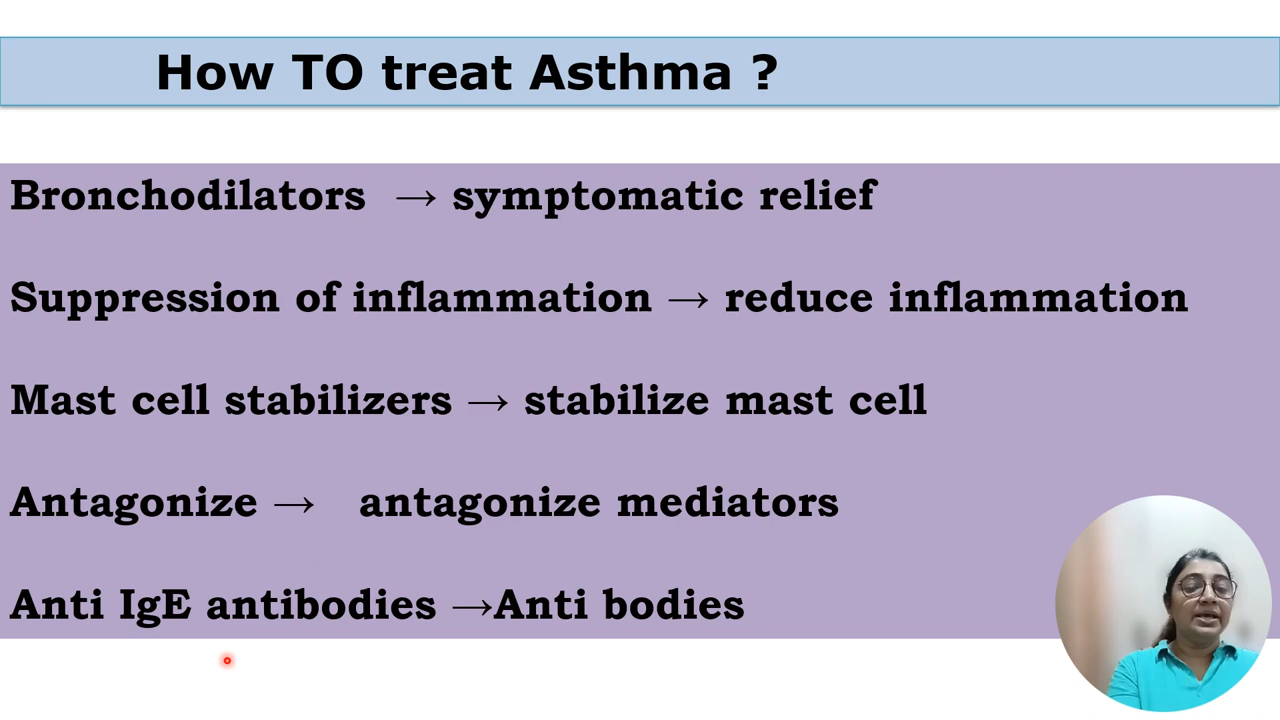 How TO treat Asthma ?
Bronchodilators → symptomatic relief
Suppression of inflammation → reduce inflammation
Mast cell stabilizers → stabilize mast cell
Antagonize → antagonize mediators
Anti IgE antibodies →Anti bodies